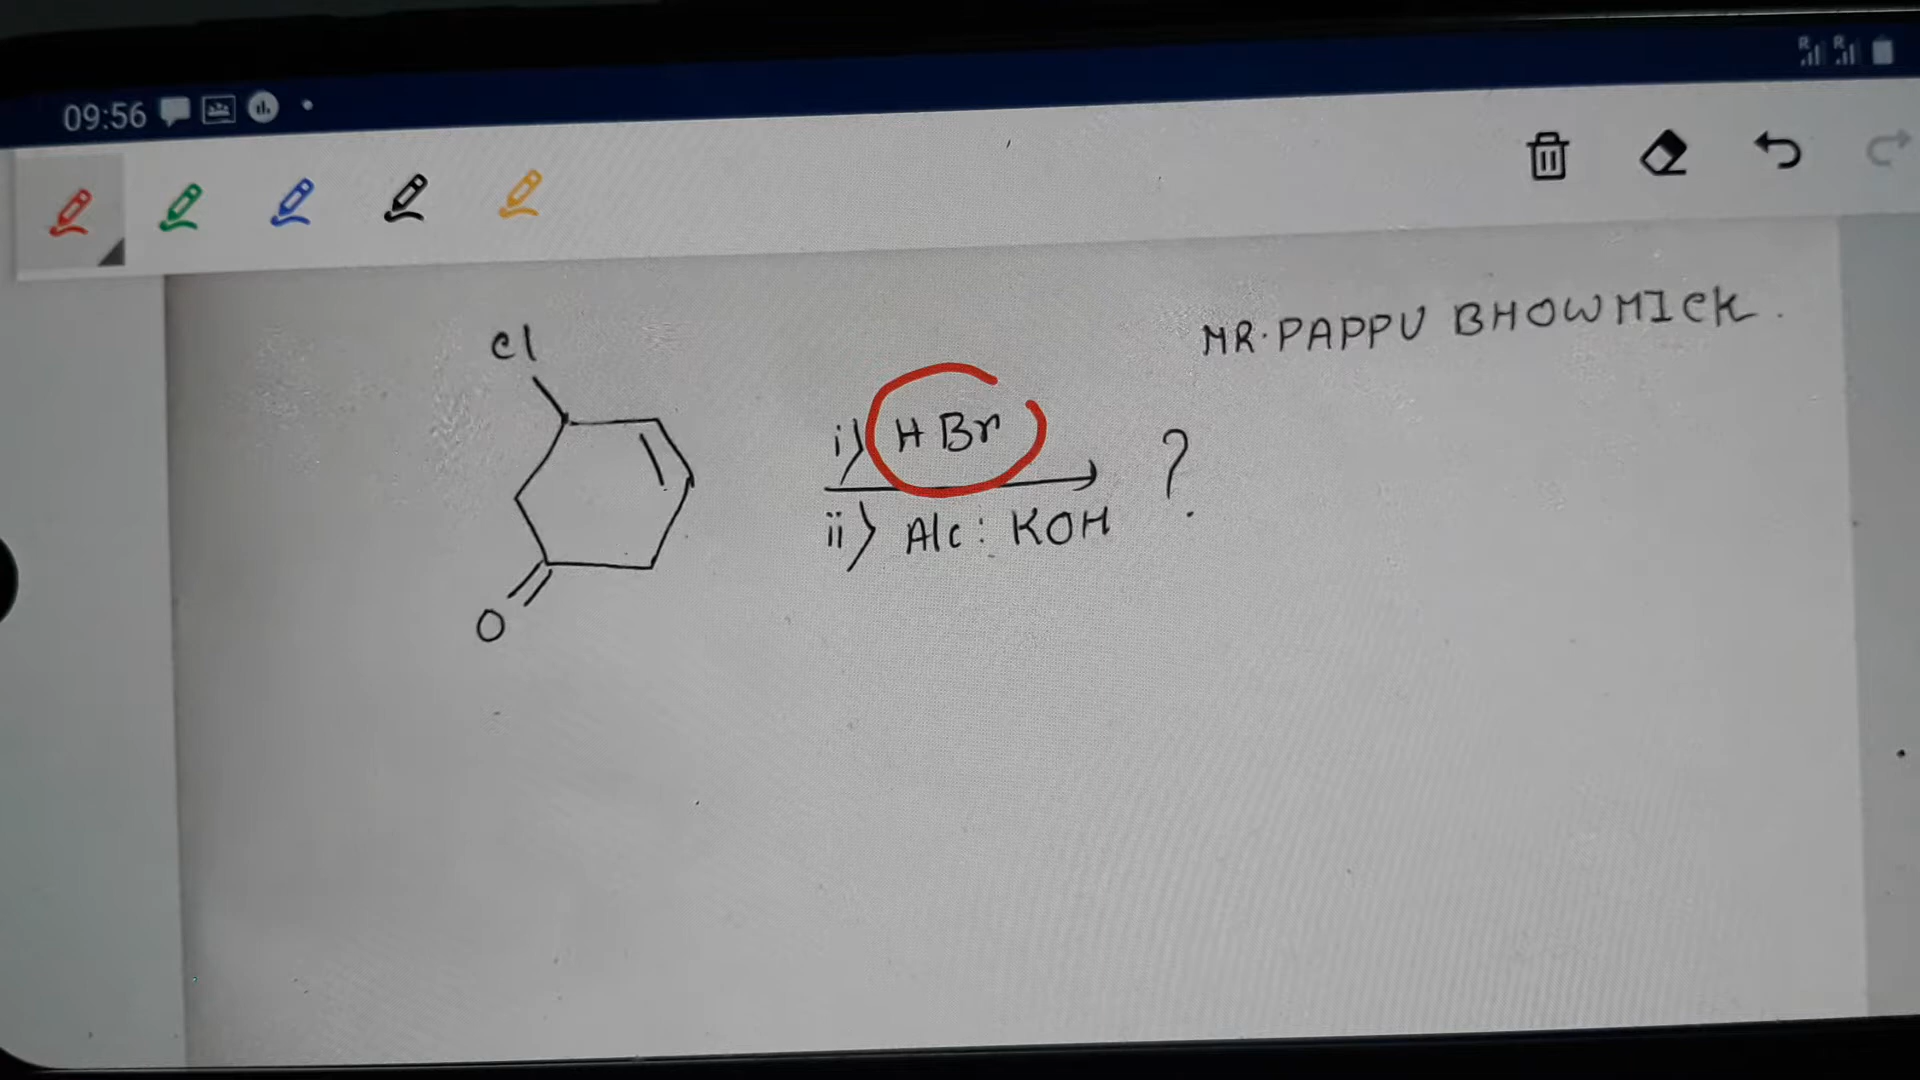 09:56
MR. PAPPU BHOWMICK.
Cl
i) HBr
?
ii) Alc: KOH
O